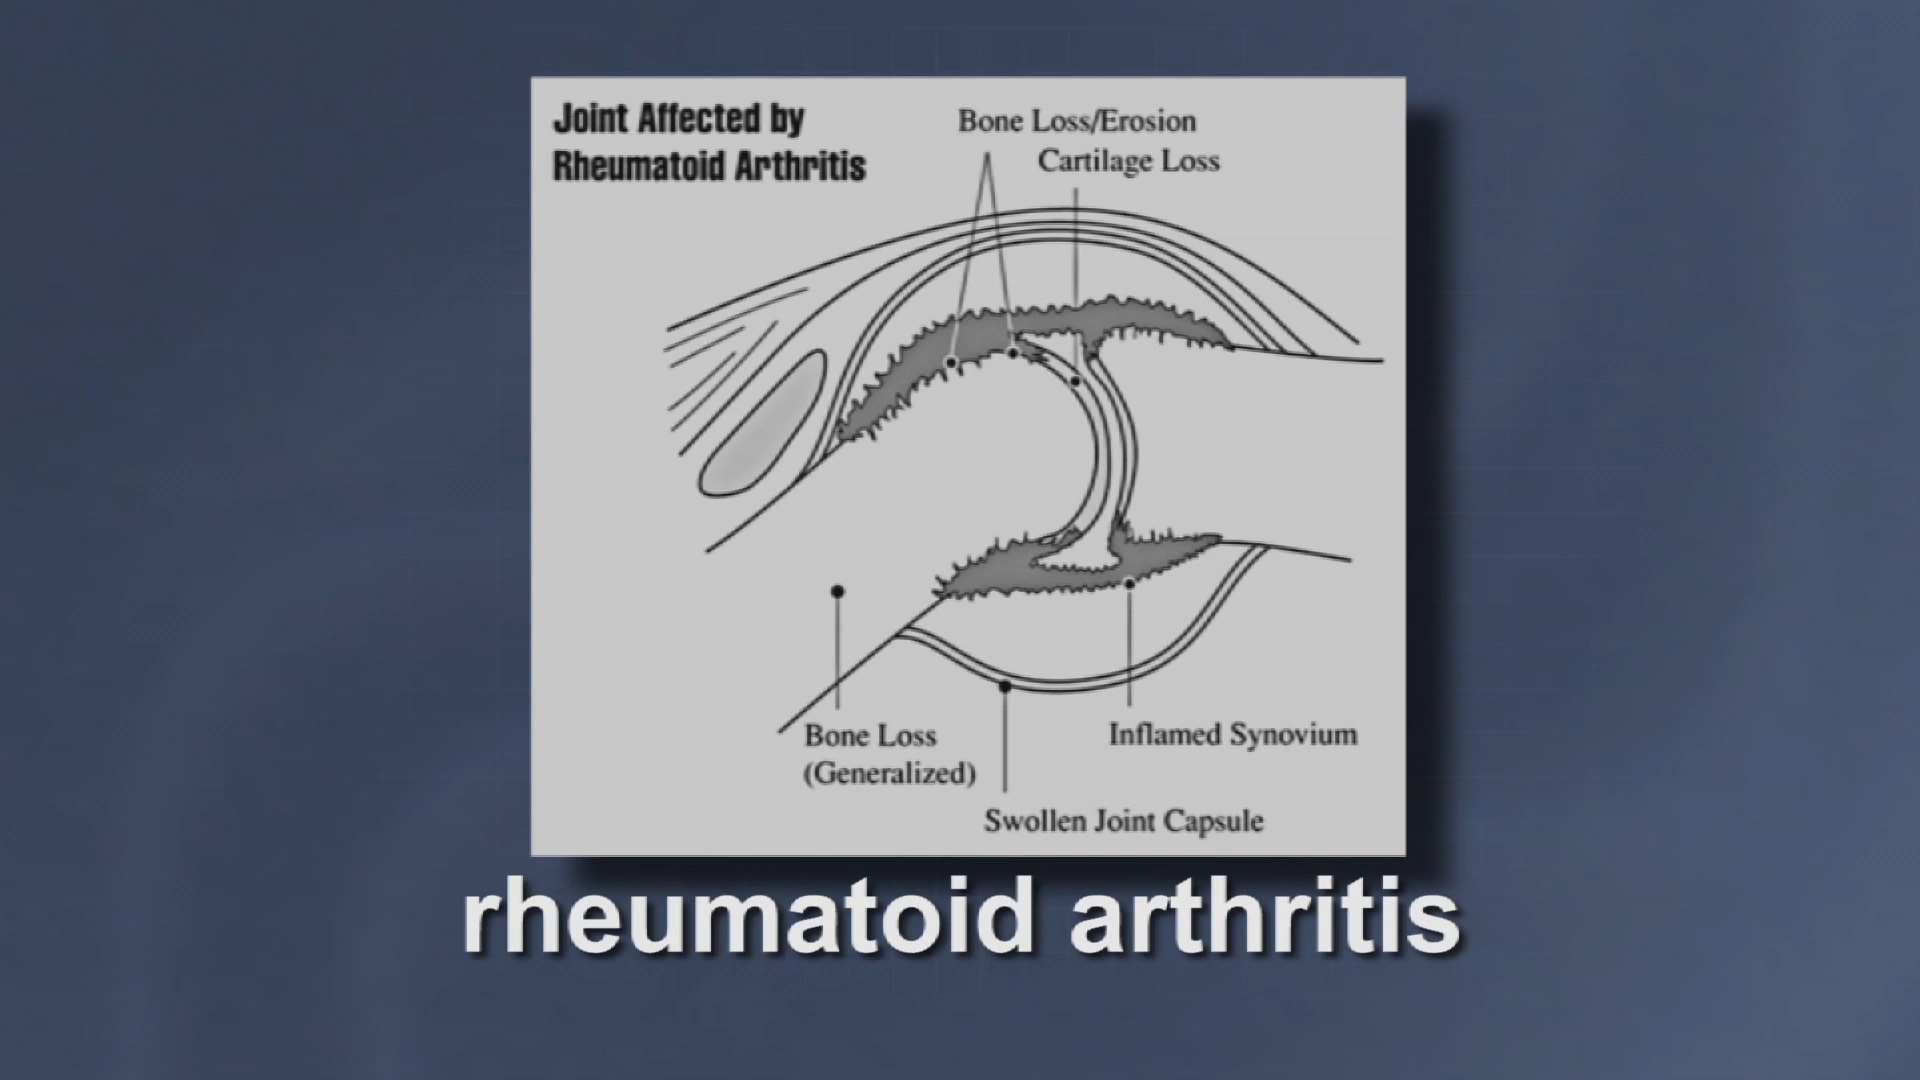 Joint Affected by
Rheumatoid Arthritis
Bone Loss/Erosion
Cartilage Loss
Bone Loss
(Generalized)
Inflamed Synovium
Swollen Joint Capsule
rheumatoid arthritis